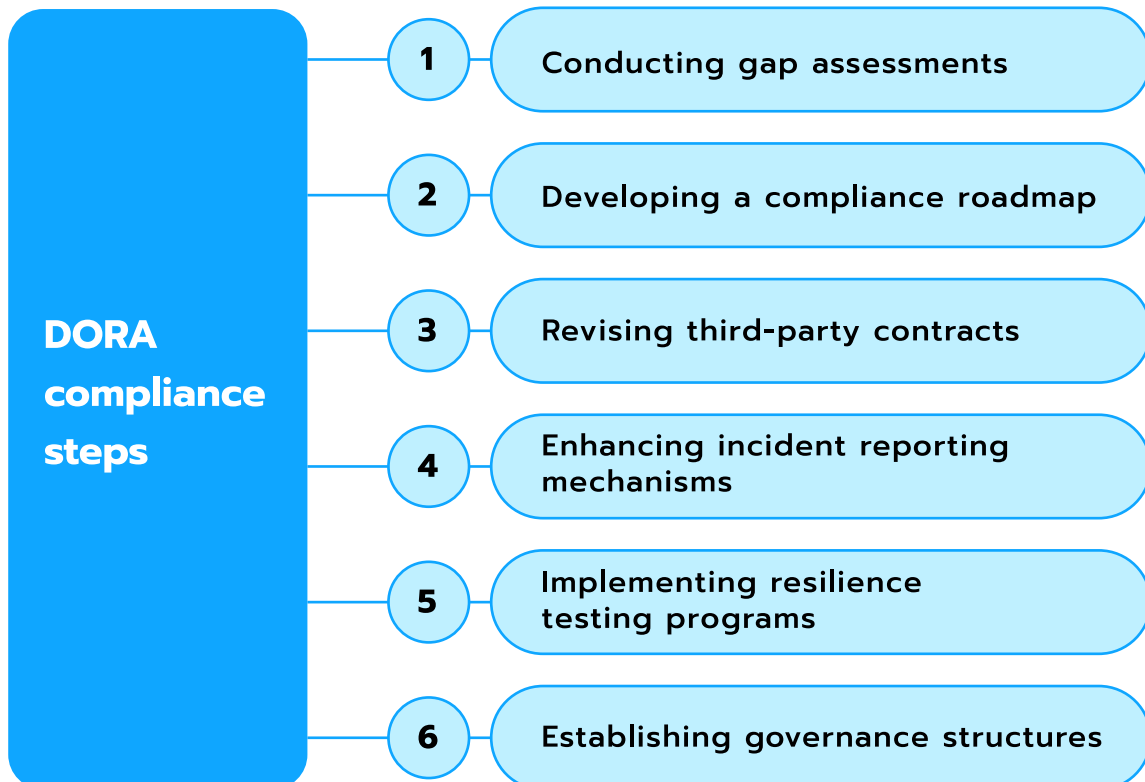 DORA
compliance
steps
1
Conducting gap assessments
2
Developing a compliance roadmap
3
Revising third-party contracts
4
Enhancing incident reporting
mechanisms
5
Implementing resilience
testing programs
6
Establishing governance structures